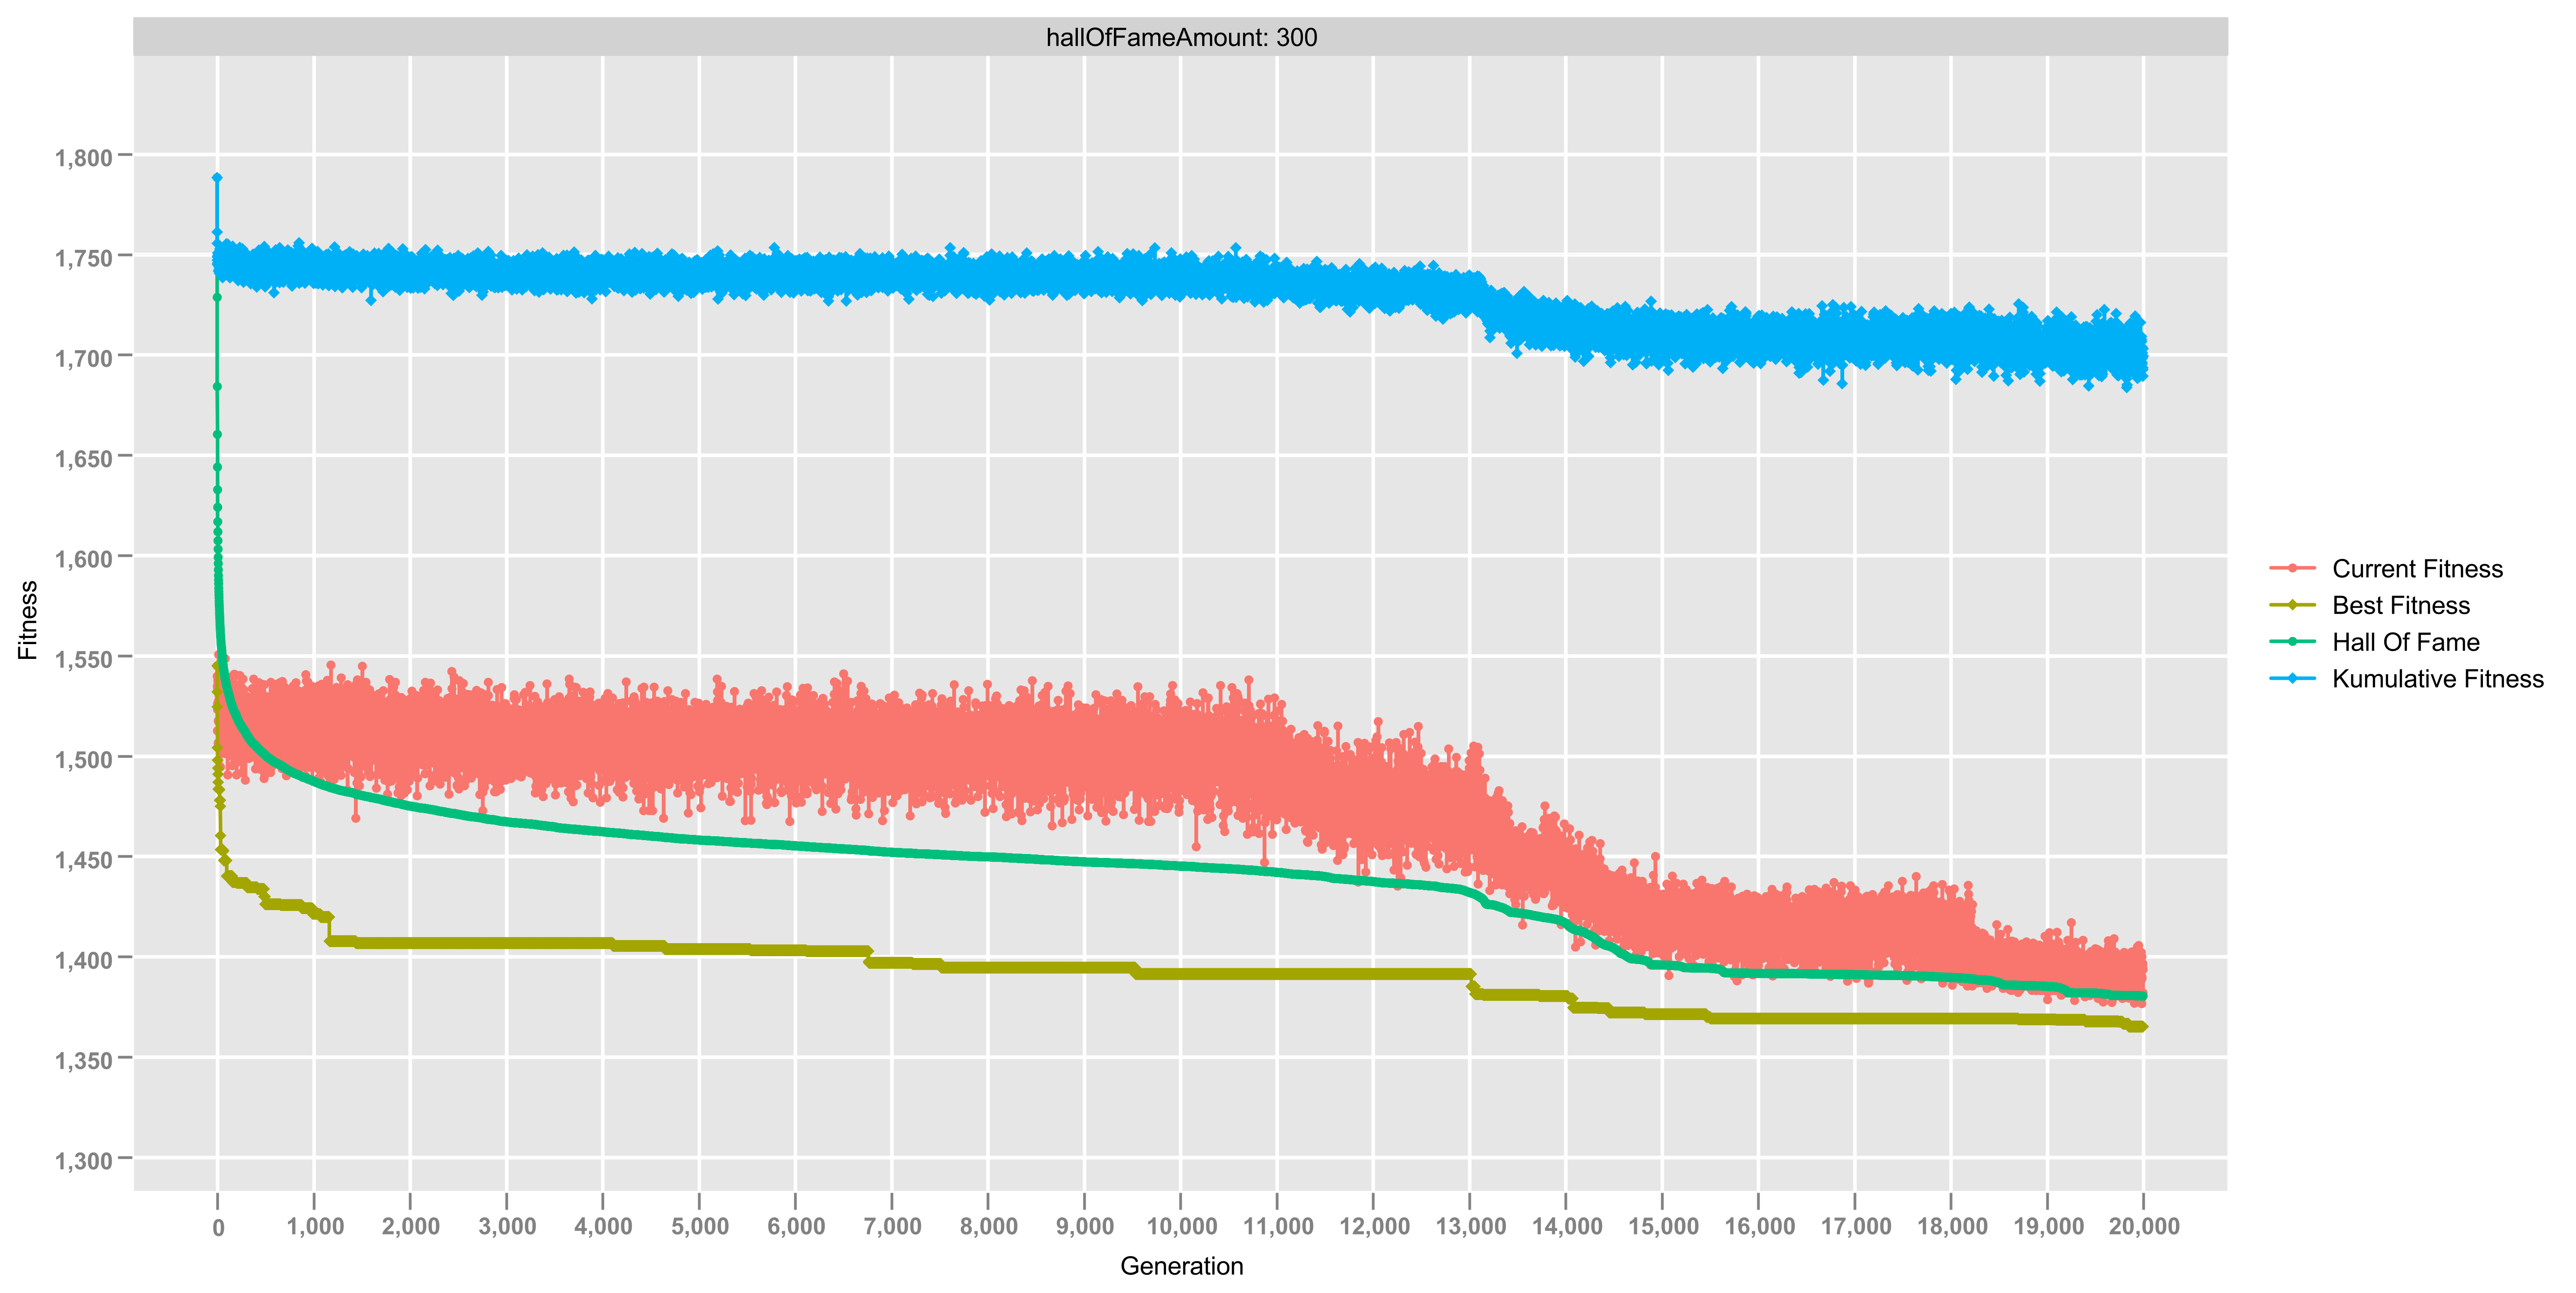 hallOfFameAmount: 300
1,800
1,750
1,700
1,650
1,600
1,550
1,500
1,450
1,400
1,350
1,300
Fitness
0 1,000 2,000 3,000 4,000 5,000 6,000 7,000 8,000 9,000 10,000 11,000 12,000 13,000 14,000 15,000 16,000 17,000 18,000 19,000 20,000
Generation
Current Fitness
Best Fitness
Hall Of Fame
Kumulative Fitness